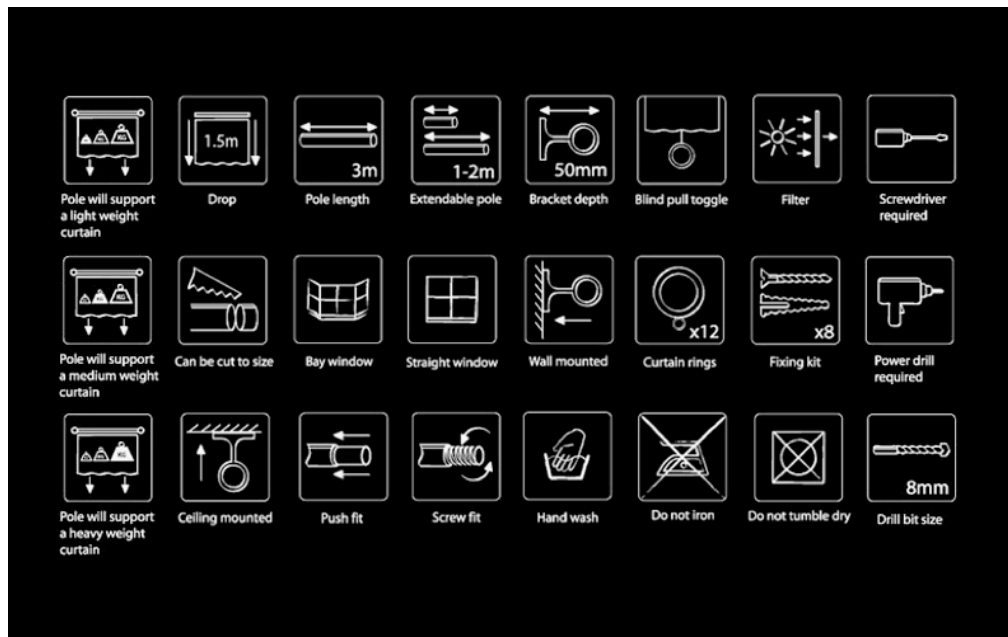 1.5m
3m
1-2m
50mm
Pole will support
a light weight
curtain
Drop
Pole length
Extendable pole
Bracket depth
Blind pull toggle
Filter
Screwdriver
required
x12
x8
Pole will support
a medium weight
curtain
Can be cut to size
Bay window
Straight window
Wall mounted
Curtain rings
Fixing kit
Power drill
required
8mm
Pole will support
a heavy weight
curtain
Ceiling mounted
Push fit
Screw fit
Hand wash
Do not iron
Do not tumble dry
Drill bit size